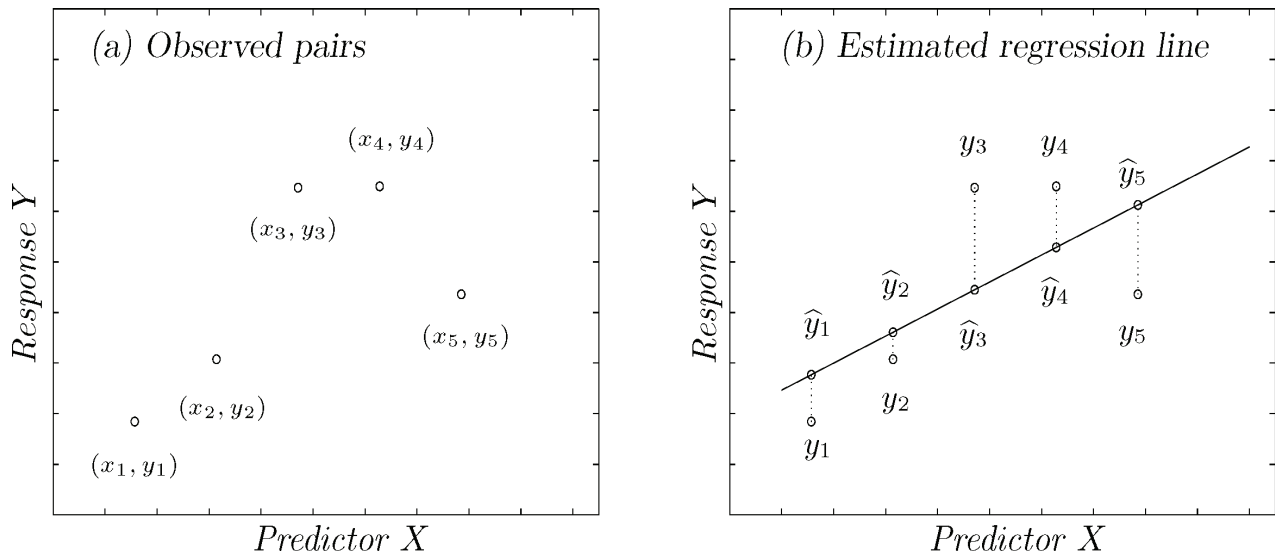 (a) Observed pairs
(x₄, y₄)
(x₃, y₃)
(x₅, y₅)
(x₂, y₂)
(x₁, y₁)
Response Y
Predictor X
(b) Estimated regression line
y₃ y₄ ŷ₅
ŷ₂ ŷ₃ ŷ₄
ŷ₁ y₅
y₂
y₁
Response Y
Predictor X